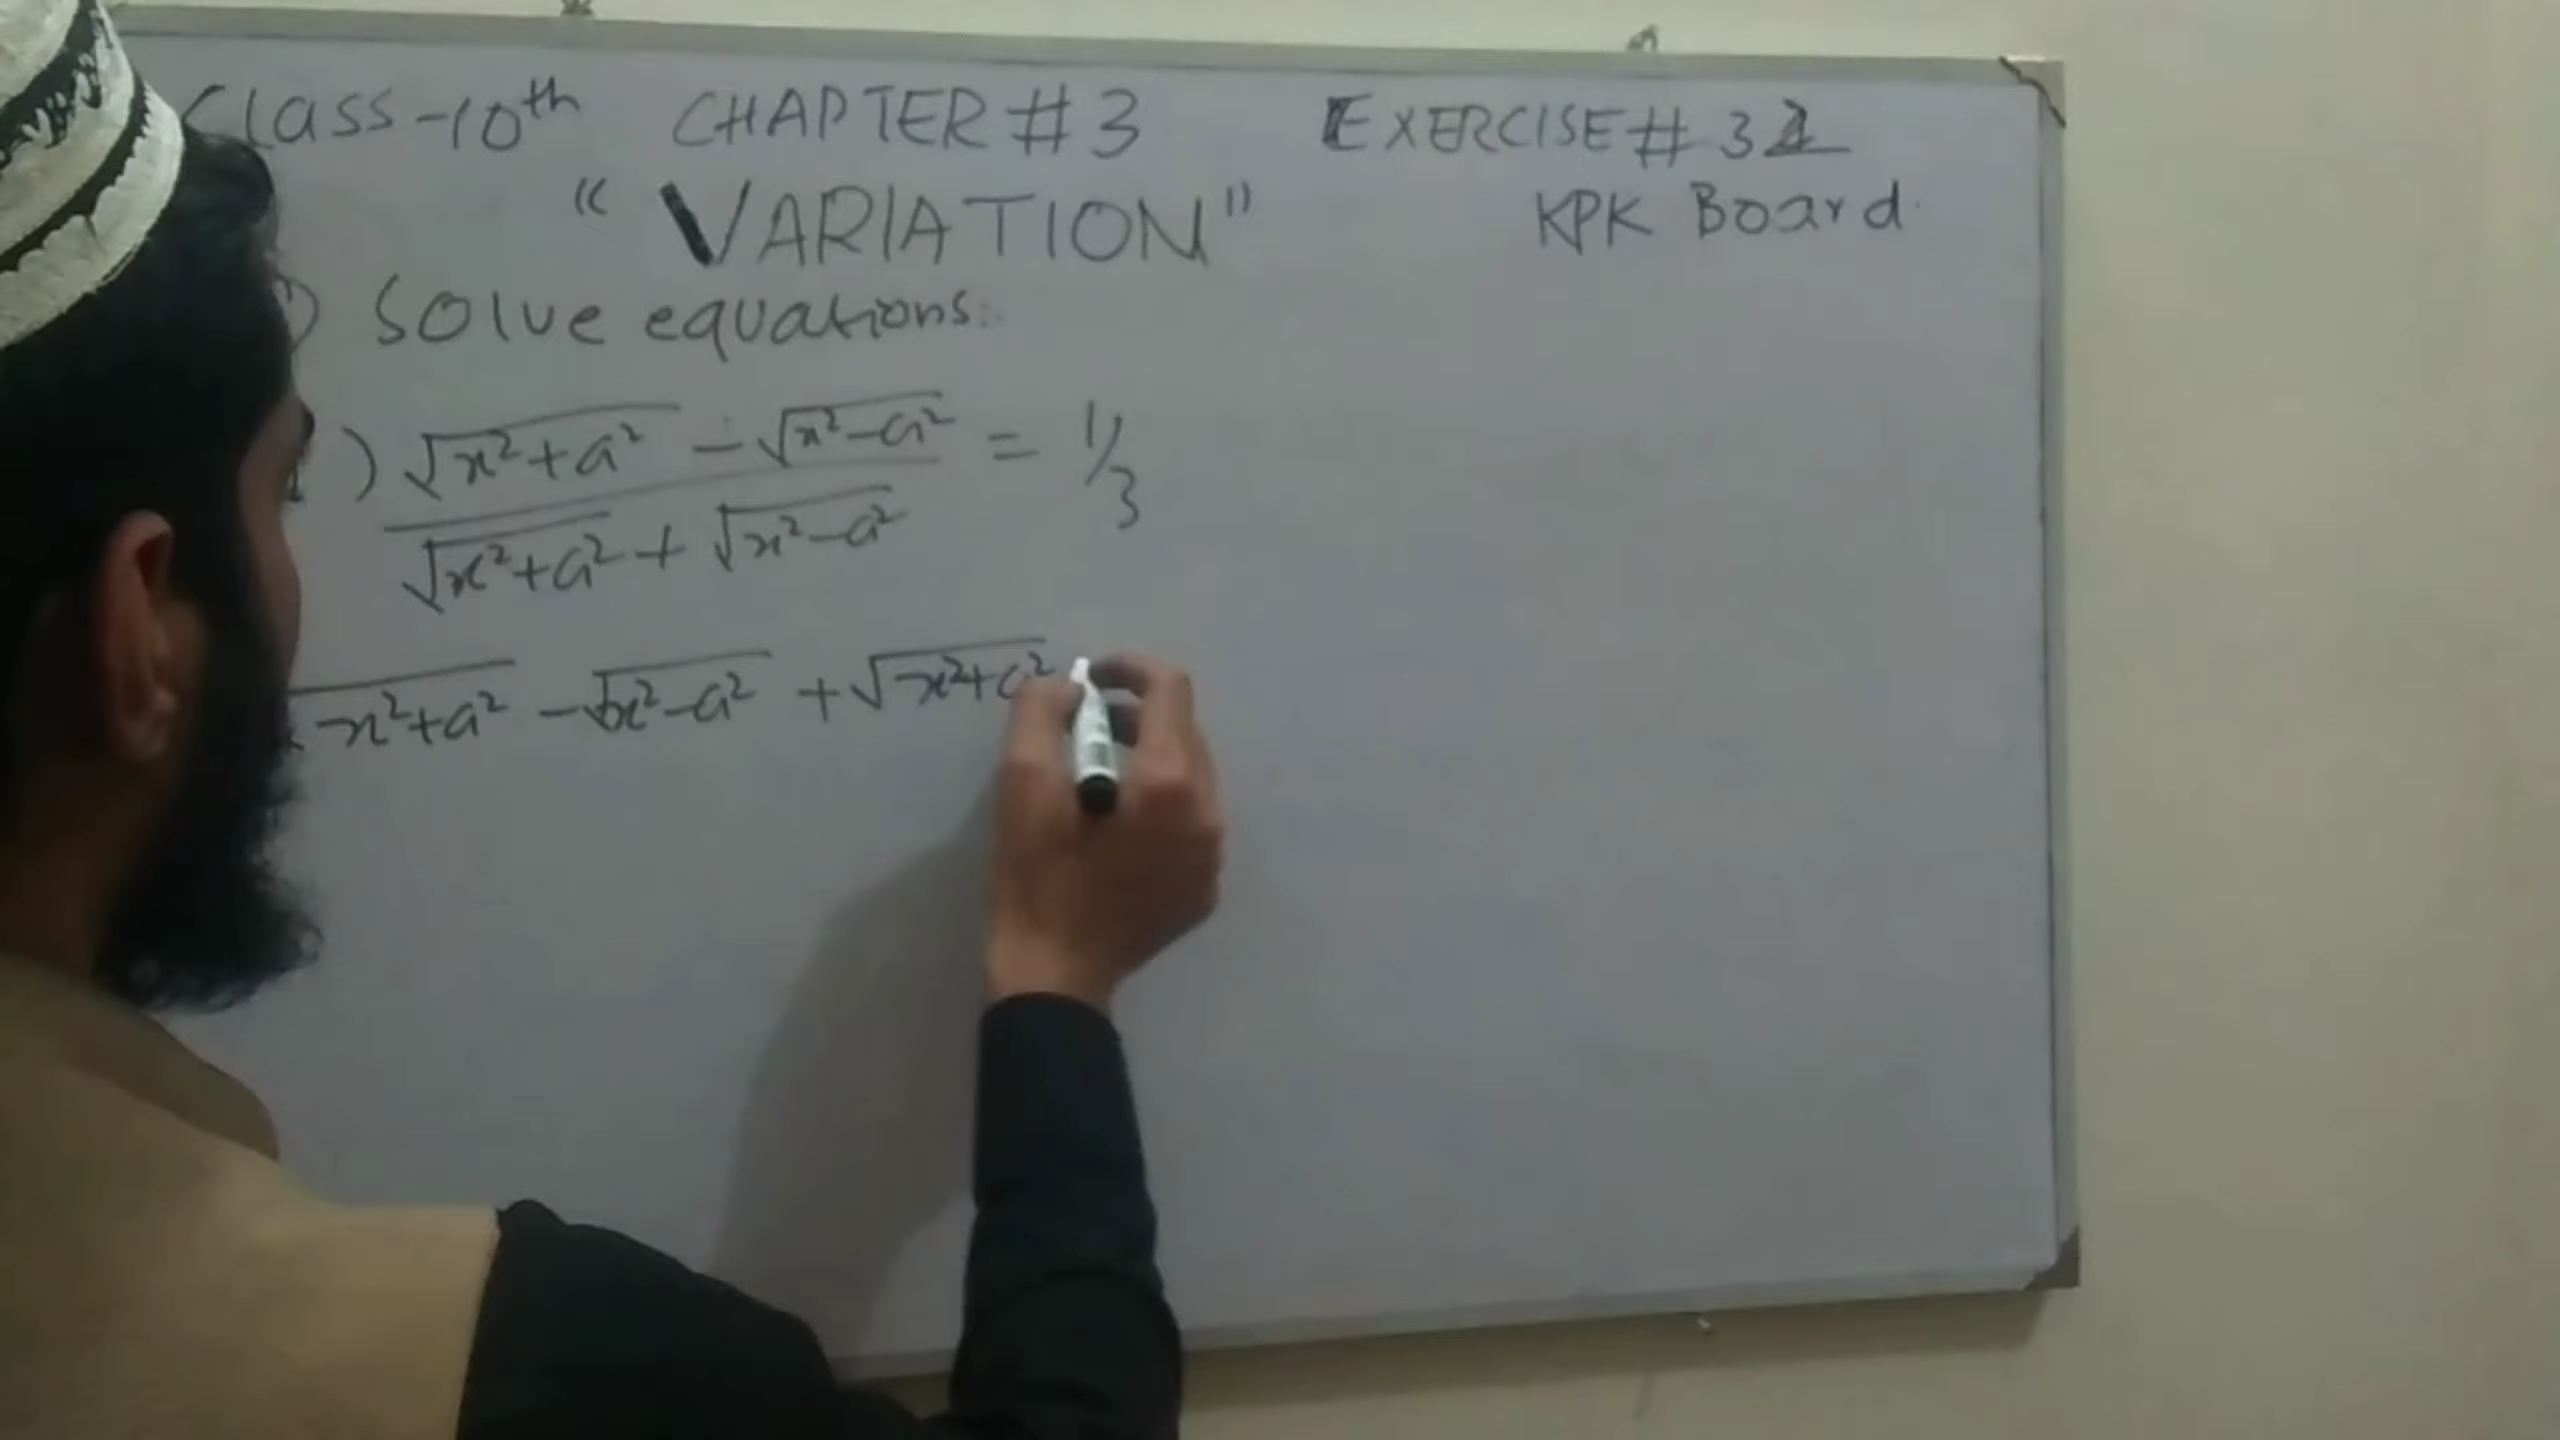 Class-10th CHAPTER # 3 EXERCISE # 3
"VARIATION" KPK Board
) Solve equations:
) √x²+a² - √x²-a² = 1/3
√x²+a² + √x²-a²
x²+a² - √x²-a² + √x²+a²